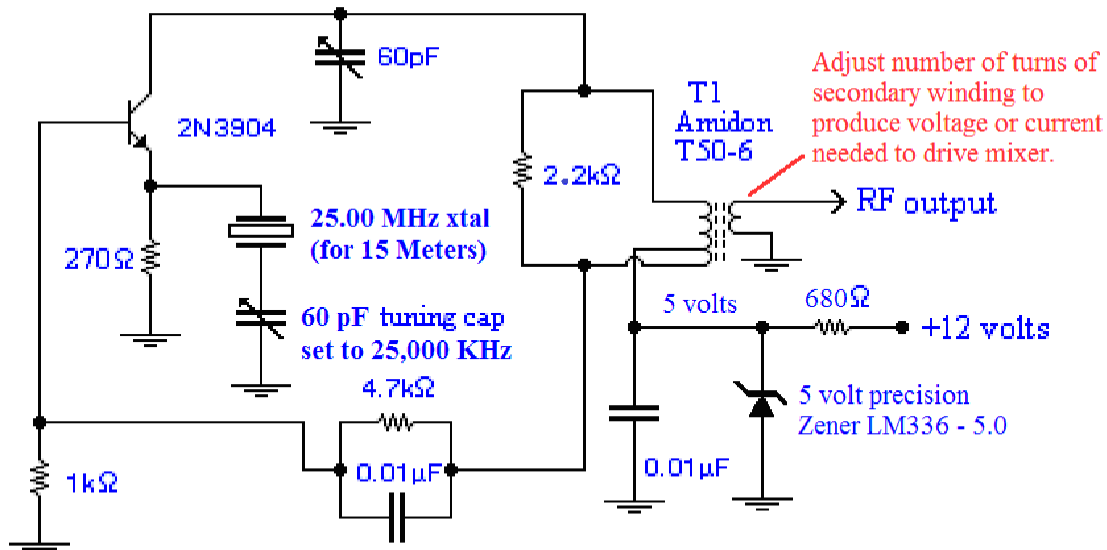 60pF
2N3904
T1
Amidon
T50-6
Adjust number of turns of
secondary winding to
produce voltage or current
needed to drive mixer.
2.2kΩ
RF output
25.00 MHz xtal
(for 15 Meters)
270Ω
60 pF tuning cap
set to 25,000 KHz
5 volts
680Ω
+12 volts
4.7kΩ
5 volt precision
Zener LM336 - 5.0
0.01µF
0.01µF
1kΩ